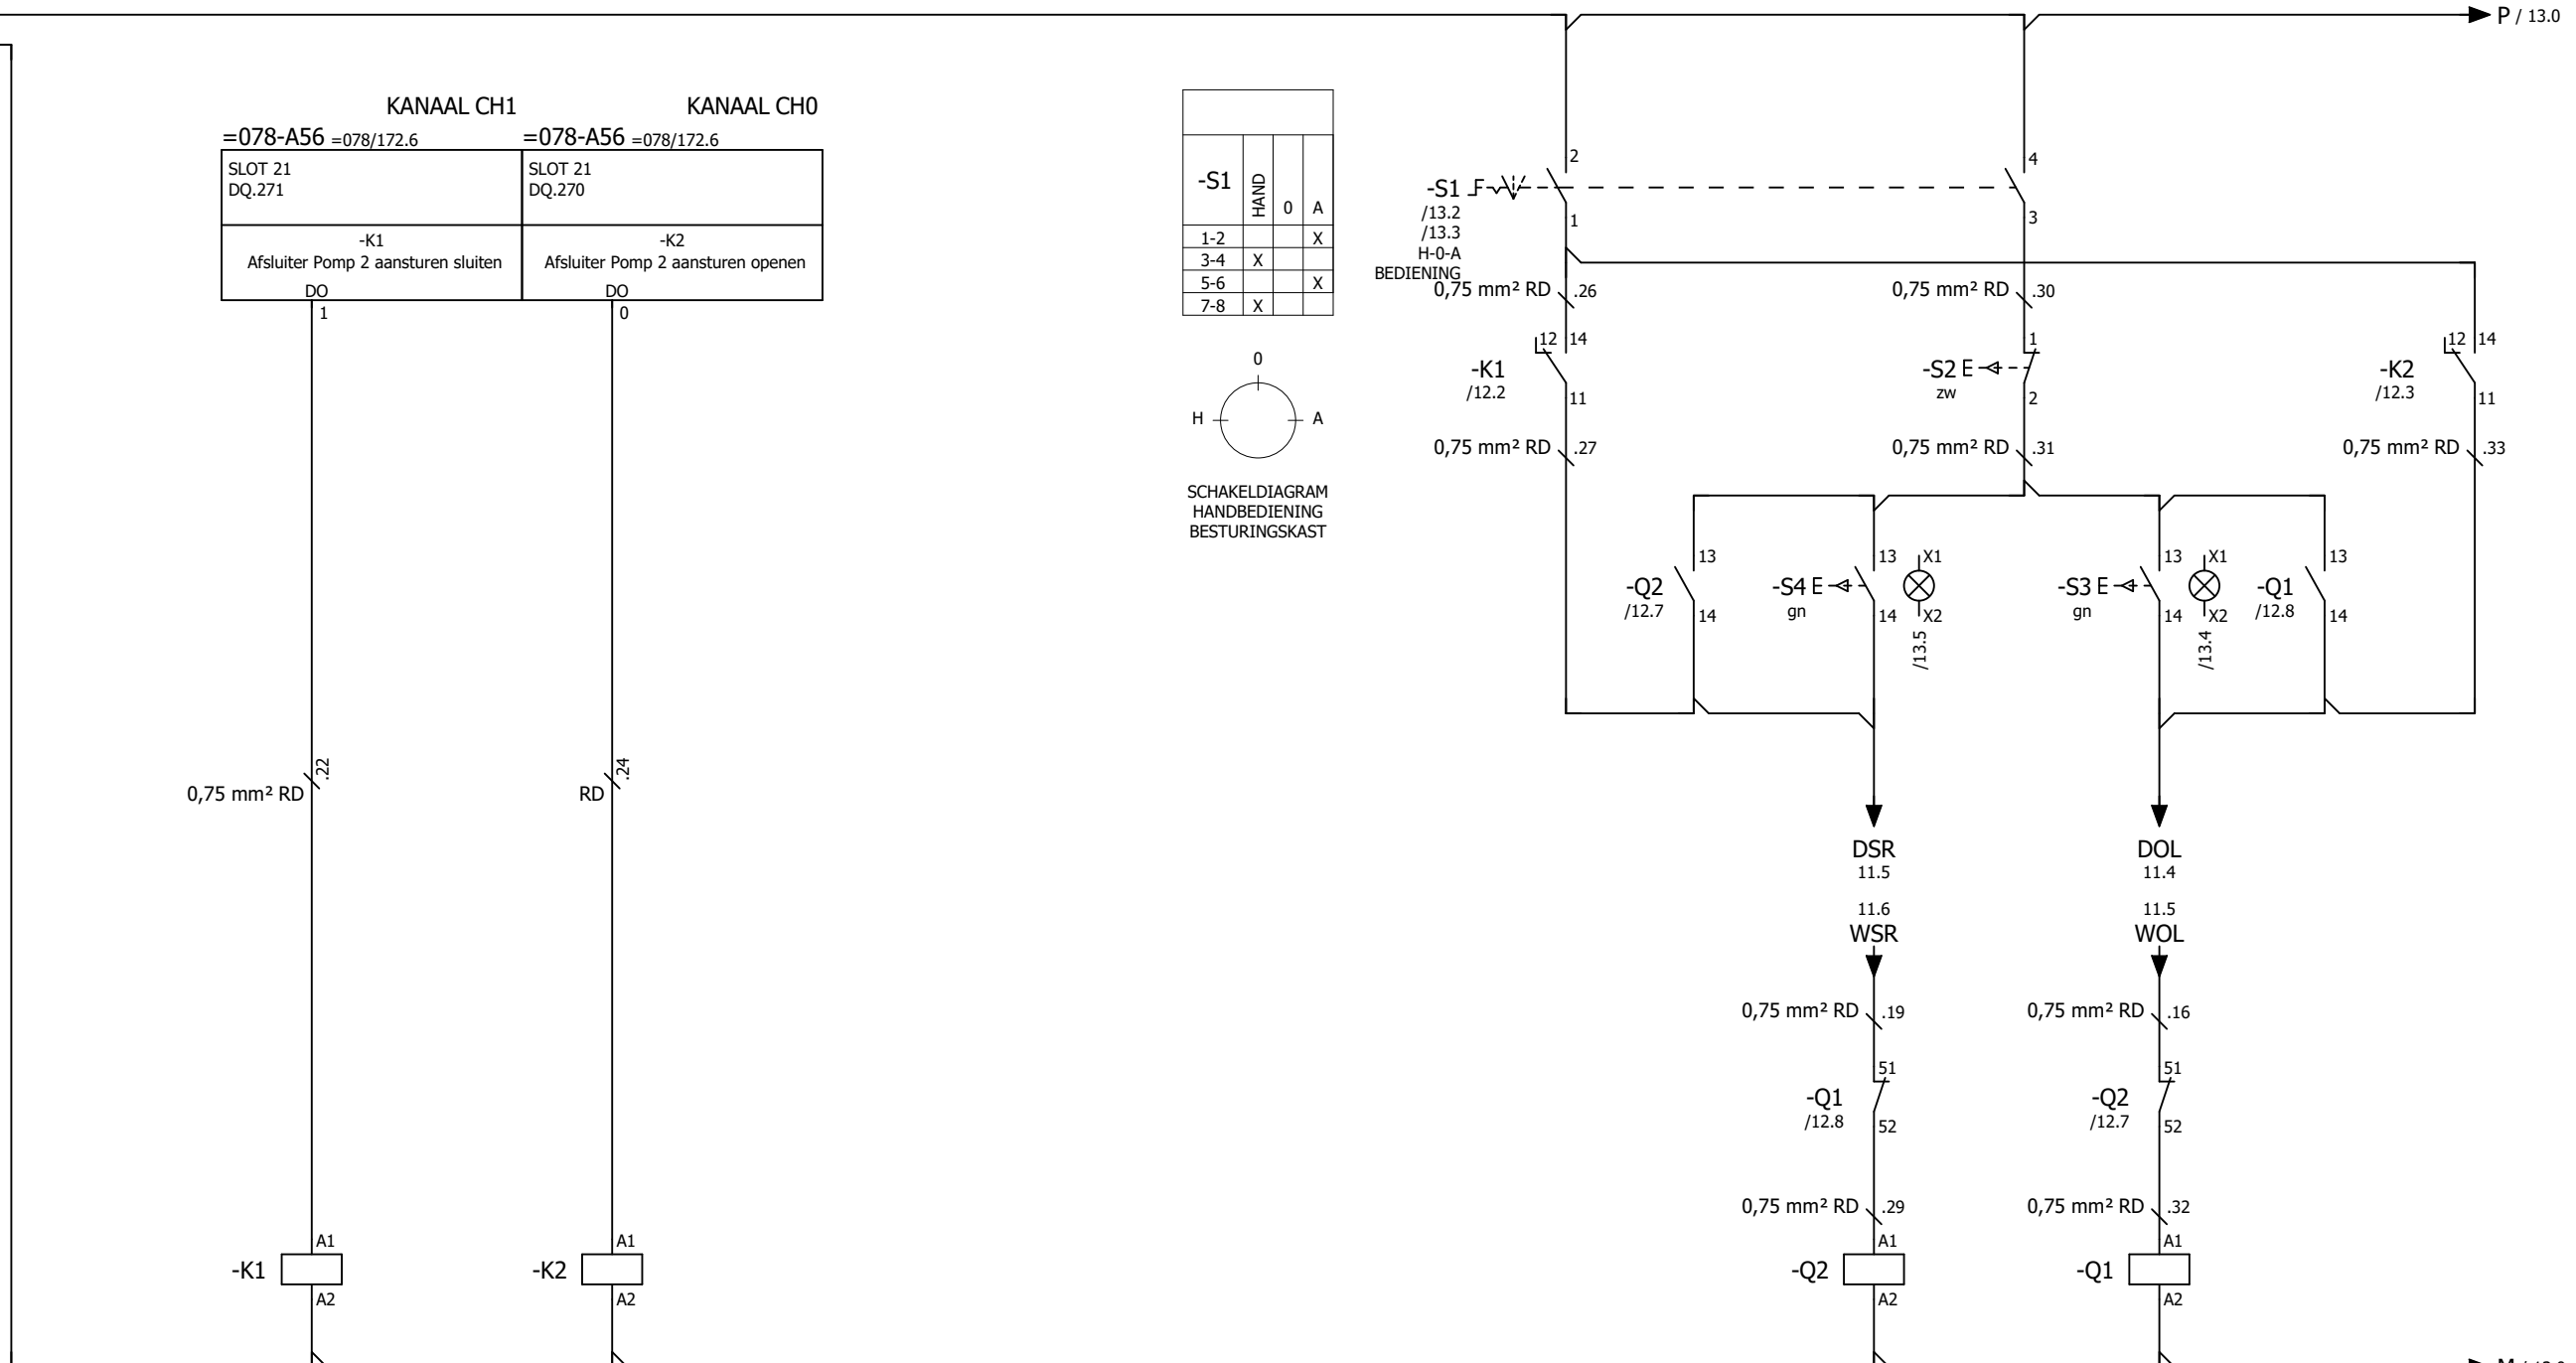 P / 13.0
KANAAL CH1
KANAAL CH0
=078-A56 =078/172.6
=078-A56 =078/172.6
SLOT 21
DQ.271
SLOT 21
DQ.270
-K1
Afsluiter Pomp 2 aansturen sluiten
-K2
Afsluiter Pomp 2 aansturen openen
DO
1
DO
0
0,75 mm² RD
.22
RD
.24
-K1
A1
A2
-K2
A1
A2
-S1 HAND 0 A
1-2 X
3-4 X
5-6 X
7-8 X
0
H A
SCHAKELDIAGRAM
HANDBEDIENING
BESTURINGSKAST
-S1
/13.2
/13.3
H-0-A
BEDIENING
2
1
4
3
0,75 mm² RD .26
0,75 mm² RD .30
-K1
/12.2
12 14
11
-S2 E
zw
1
2
-K2
/12.3
12 14
11
0,75 mm² RD .27
0,75 mm² RD .31
0,75 mm² RD .33
-Q2
/12.7
13
14
-S4 E
gn
13
14
X1
X2
/13.5
-S3 E
gn
13
14
X1
X2
/13.4
-Q1
/12.8
13
14
DSR
11.5
DOL
11.4
11.6
WSR
11.5
WOL
0,75 mm² RD .19
0,75 mm² RD .16
-Q1
/12.8
51
52
-Q2
/12.7
51
52
0,75 mm² RD .29
0,75 mm² RD .32
-Q2
A1
A2
-Q1
A1
A2